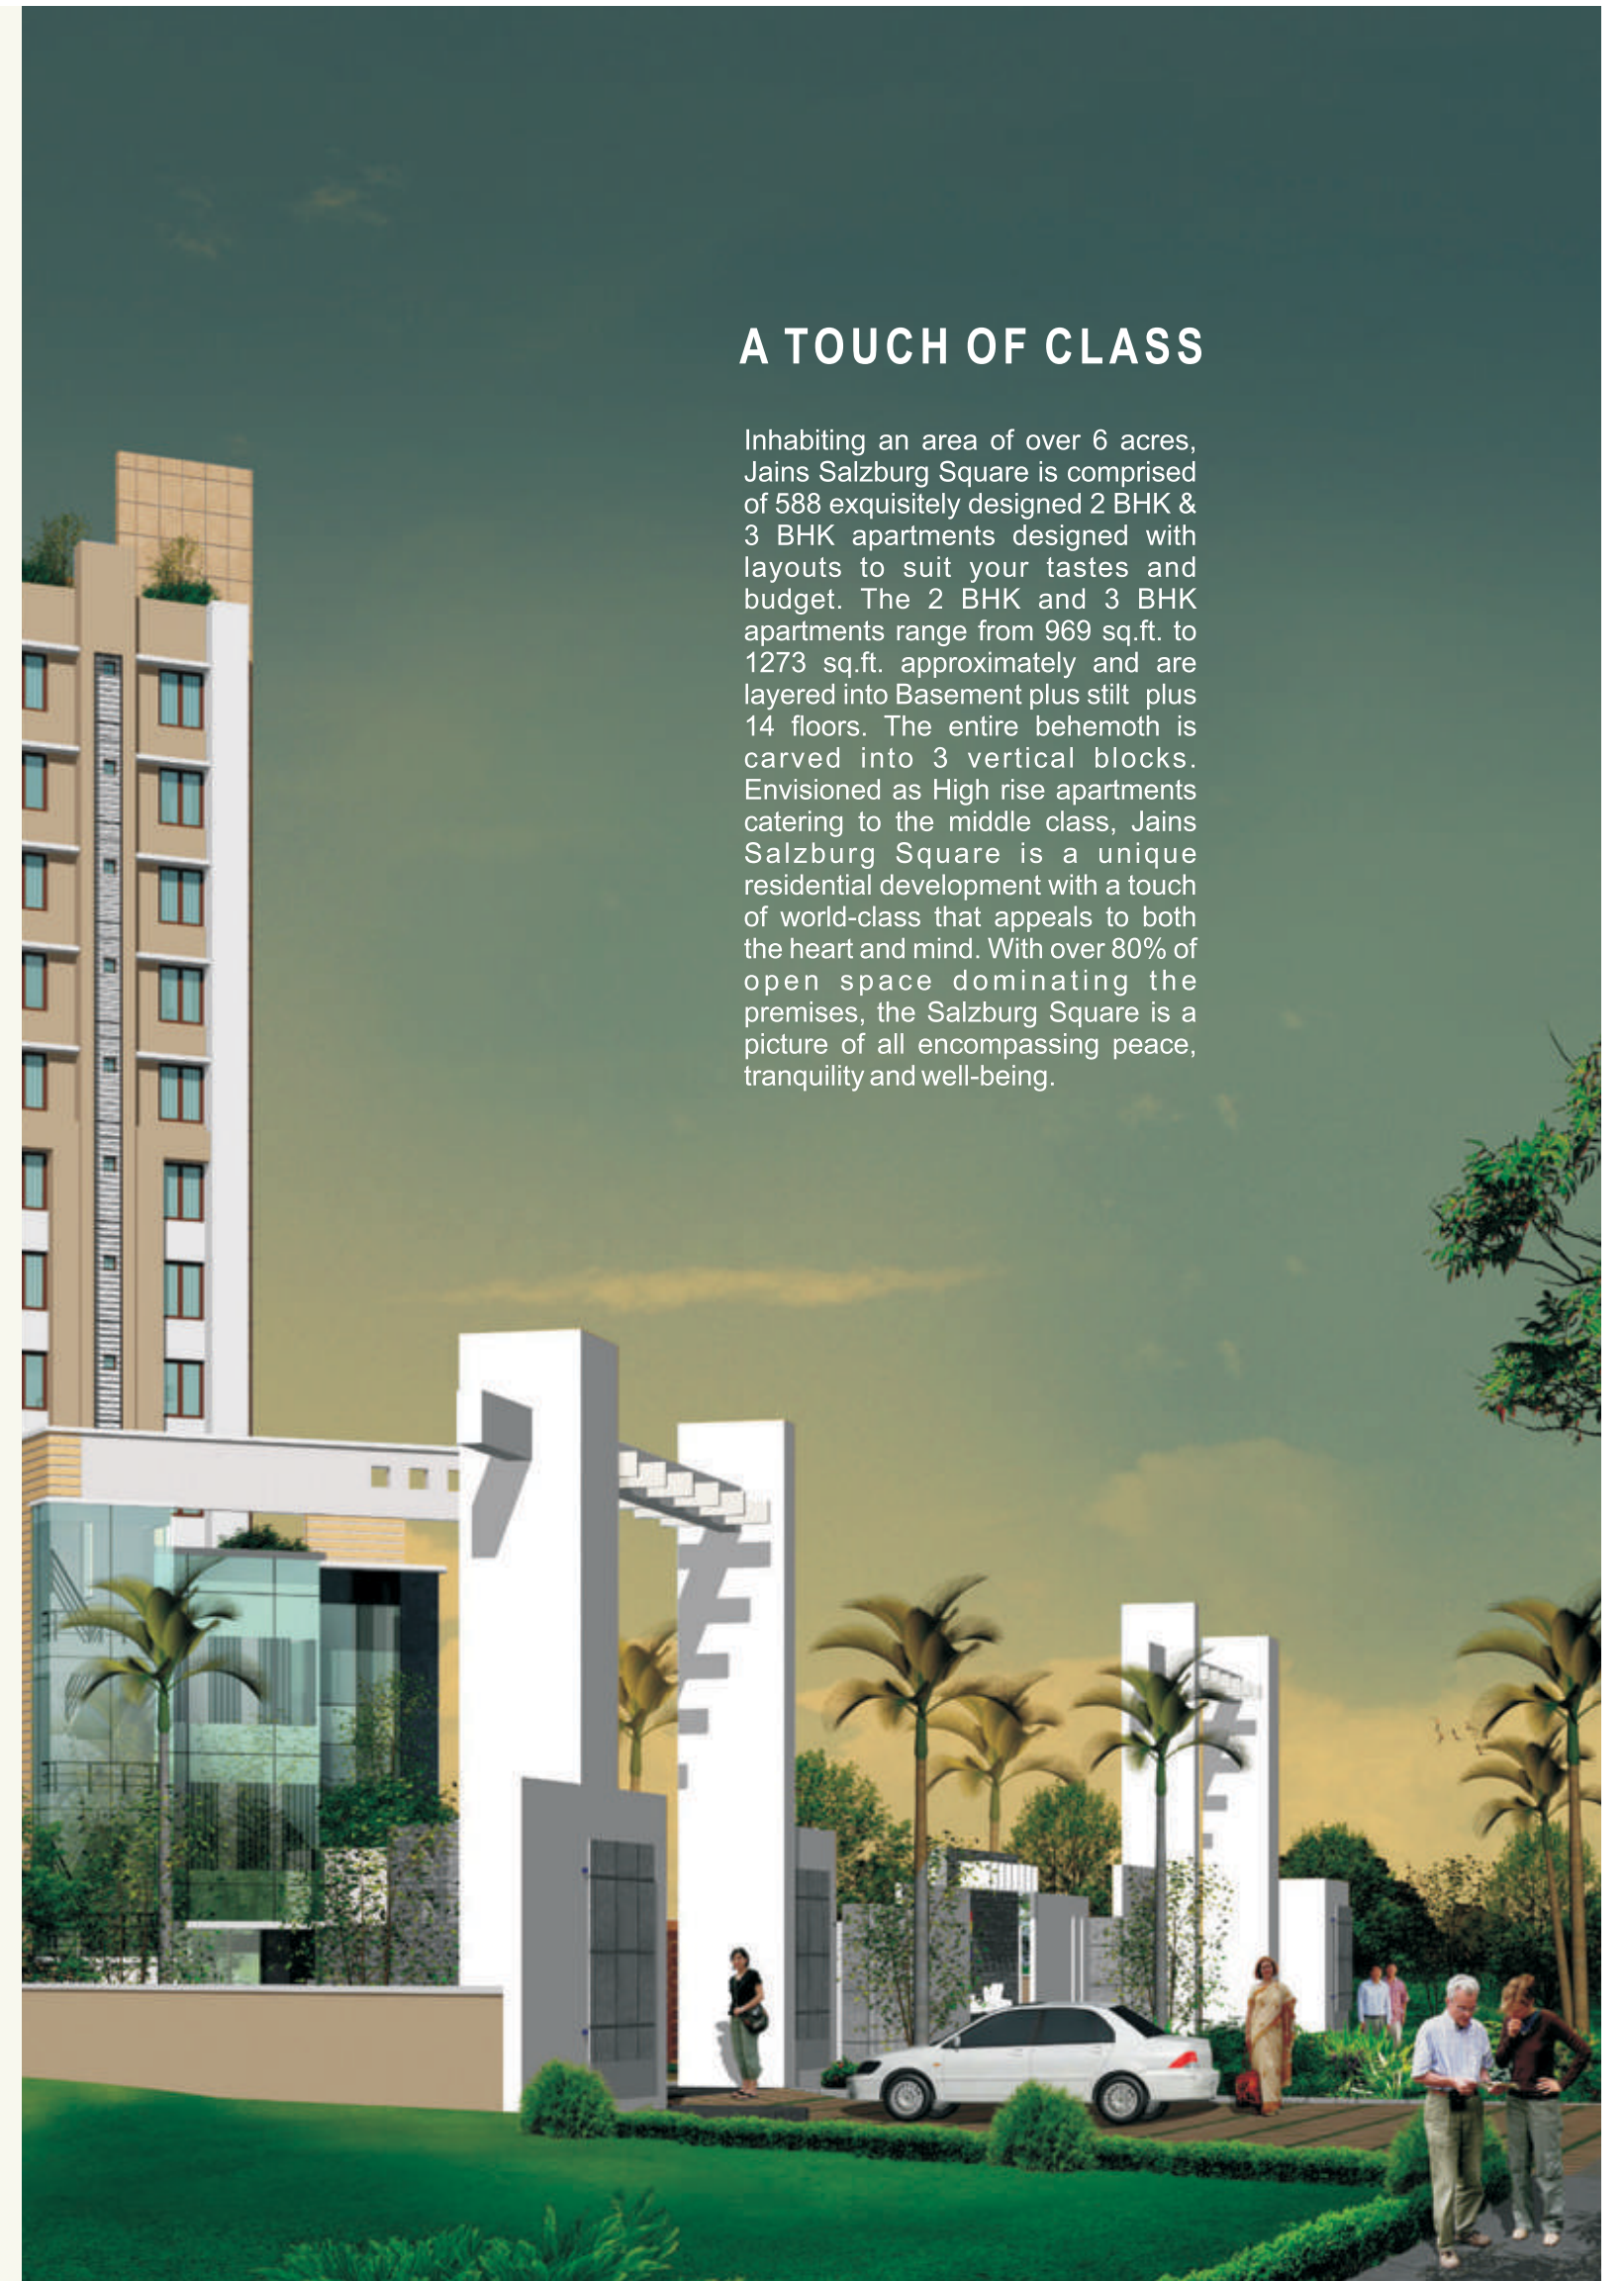 A TOUCH OF CLASS
Inhabiting an area of over 6 acres,
Jains Salzburg Square is comprised
of 588 exquisitely designed 2 BHK &
3 BHK apartments designed with
layouts to suit your tastes and
budget. The 2 BHK and 3 BHK
apartments range from 969 sq.ft. to
1273 sq.ft. approximately and are
layered into Basement plus stilt plus
14 floors. The entire behemoth is
carved into 3 vertical blocks.
Envisioned as High rise apartments
catering to the middle class, Jains
Salzburg Square is a unique
residential development with a touch
of world-class that appeals to both
the heart and mind. With over 80% of
open space dominating the
premises, the Salzburg Square is a
picture of all encompassing peace,
tranquility and well-being.